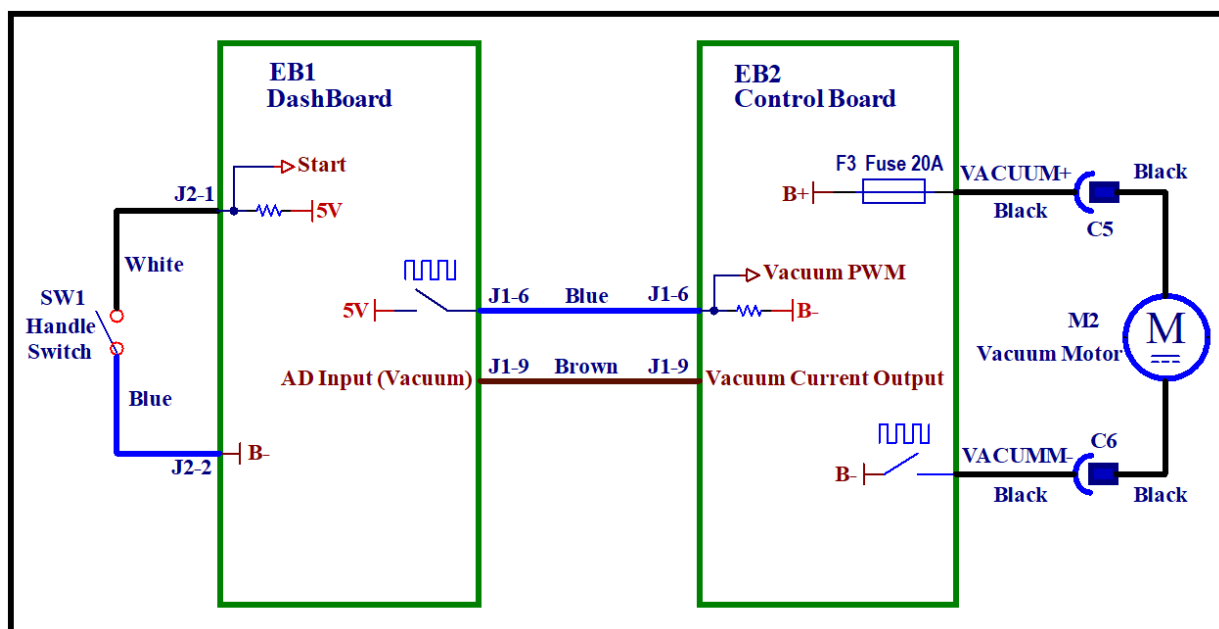 EB1
DashBoard
EB2
Control Board
Start
F3 Fuse 20A
VACUUM+
Black
J2-1
5V
B+
Black
C5
White
Vacuum PWM
SW1
Handle
Switch
5V
J1-6
Blue
J1-6
B-
M2
Vacuum Motor
M
AD Input (Vacuum)
J1-9
Brown
J1-9
Vacuum Current Output
Blue
J2-2
B-
C6
VACUMM-
B-
Black
Black